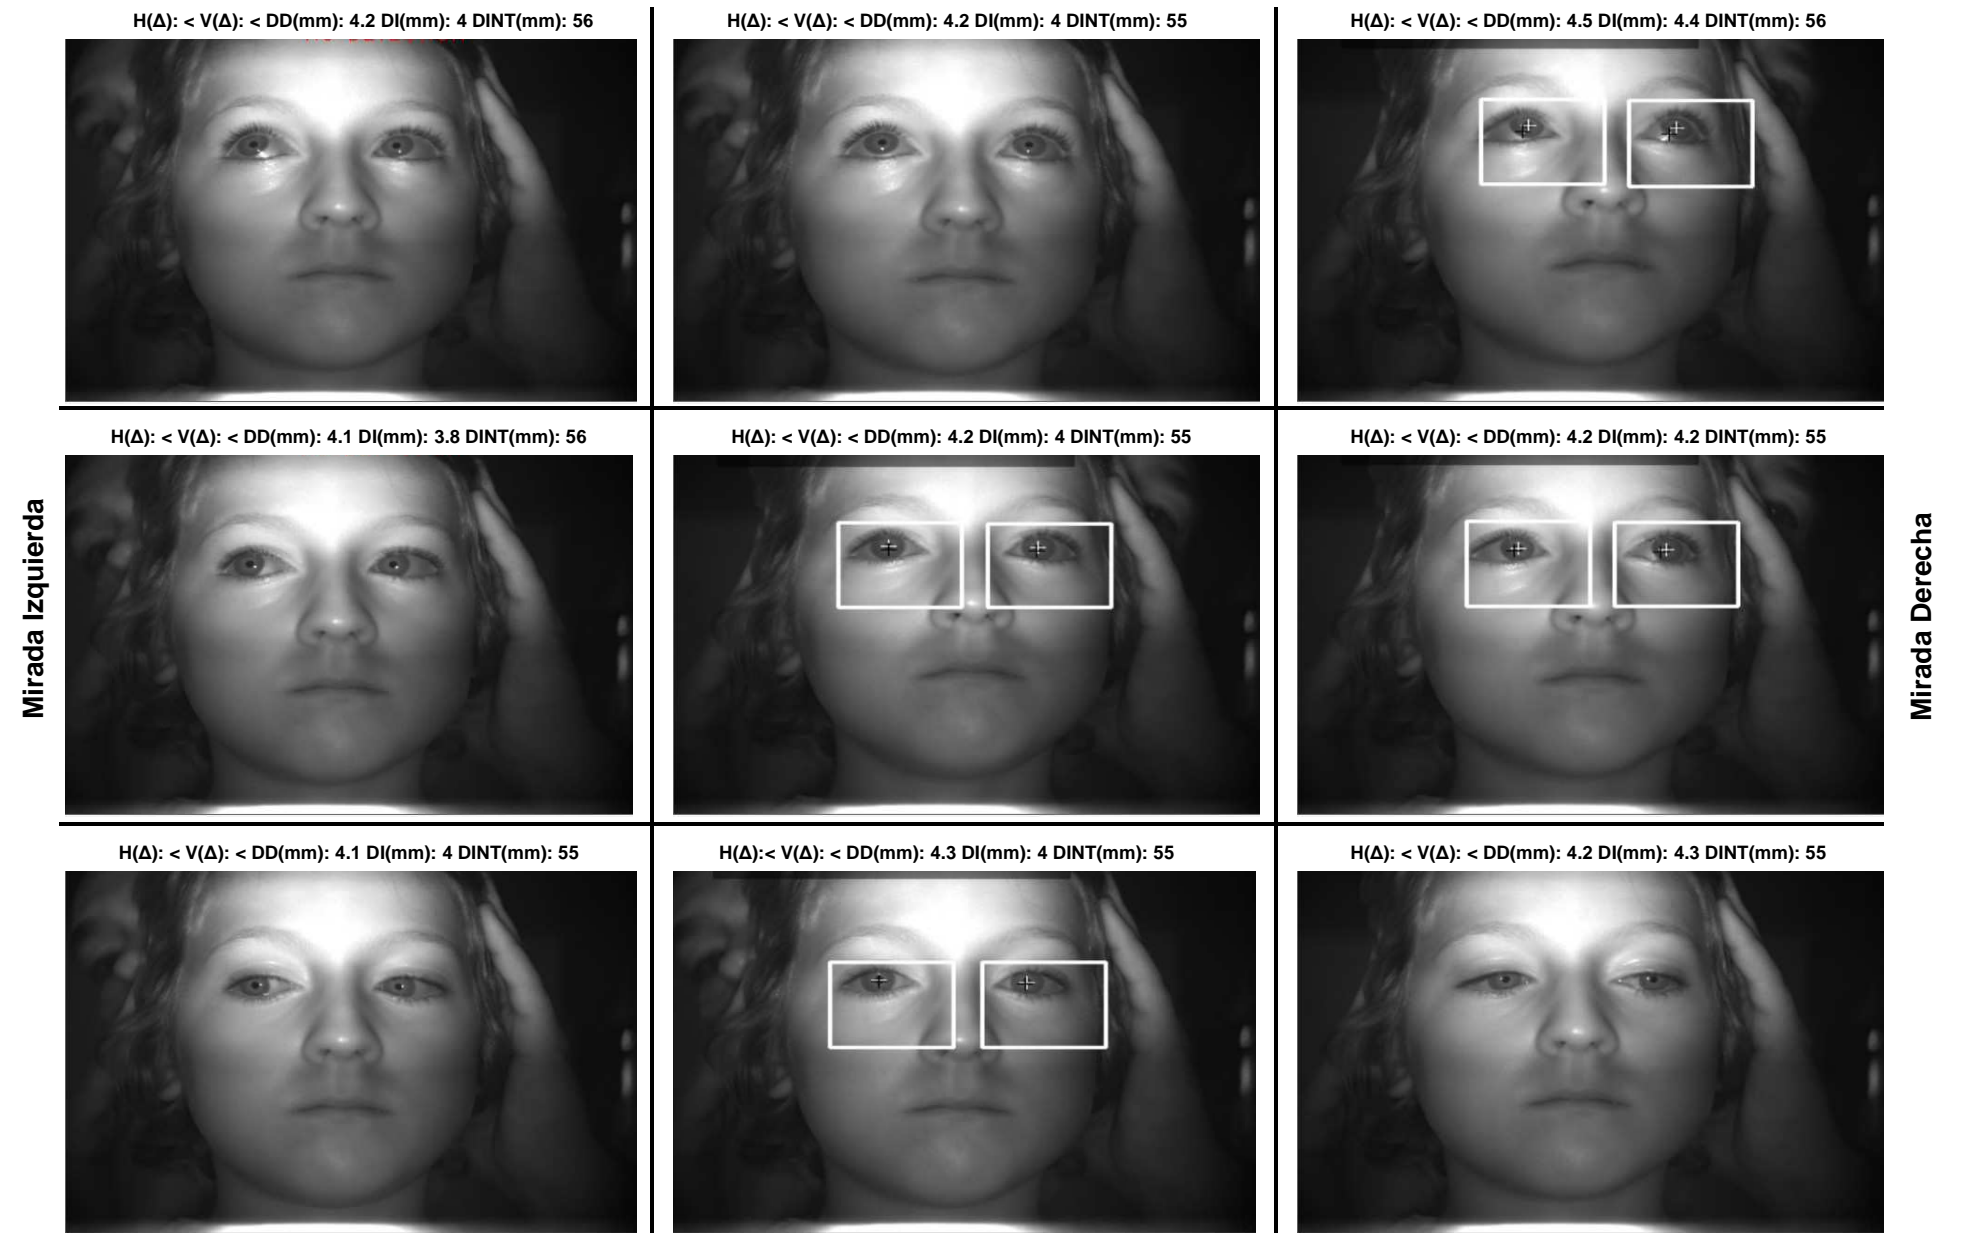 H(Δ): < V(Δ): < DD(mm): 4.2 DI(mm): 4 DINT(mm): 56
H(Δ): < V(Δ): < DD(mm): 4.2 DI(mm): 4 DINT(mm): 55
H(Δ): < V(Δ): < DD(mm): 4.5 DI(mm): 4.4 DINT(mm): 56
H(Δ): < V(Δ): < DD(mm): 4.1 DI(mm): 3.8 DINT(mm): 56
H(Δ): < V(Δ): < DD(mm): 4.2 DI(mm): 4 DINT(mm): 55
H(Δ): < V(Δ): < DD(mm): 4.2 DI(mm): 4.2 DINT(mm): 55
Mirada Izquierda
Mirada Derecha
H(Δ): < V(Δ): < DD(mm): 4.1 DI(mm): 4 DINT(mm): 55
H(Δ):< V(Δ): < DD(mm): 4.3 DI(mm): 4 DINT(mm): 55
H(Δ): < V(Δ): < DD(mm): 4.2 DI(mm): 4.3 DINT(mm): 55